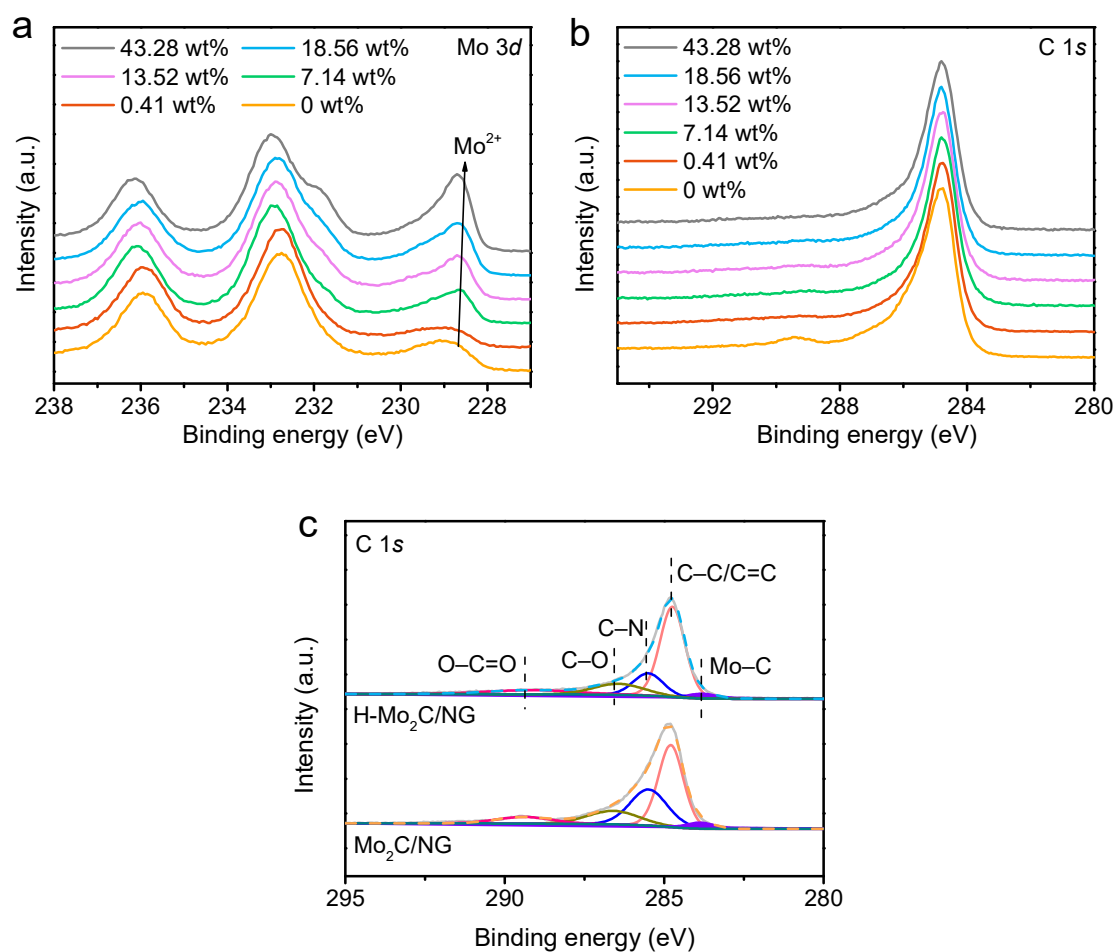 a
43.28 wt% 18.56 wt% Mo 3d
13.52 wt% 7.14 wt%
0.41 wt% 0 wt%
Mo²⁺
Intensity (a.u.)
238 236 234 232 230 228
Binding energy (eV)
b
43.28 wt% C 1s
18.56 wt%
13.52 wt%
7.14 wt%
0.41 wt%
0 wt%
Intensity (a.u.)
292 288 284 280
Binding energy (eV)
c
C 1s
C–C/C=C
C–N
O–C=O C–O Mo–C
H-Mo₂C/NG
Mo₂C/NG
Intensity (a.u.)
295 290 285 280
Binding energy (eV)